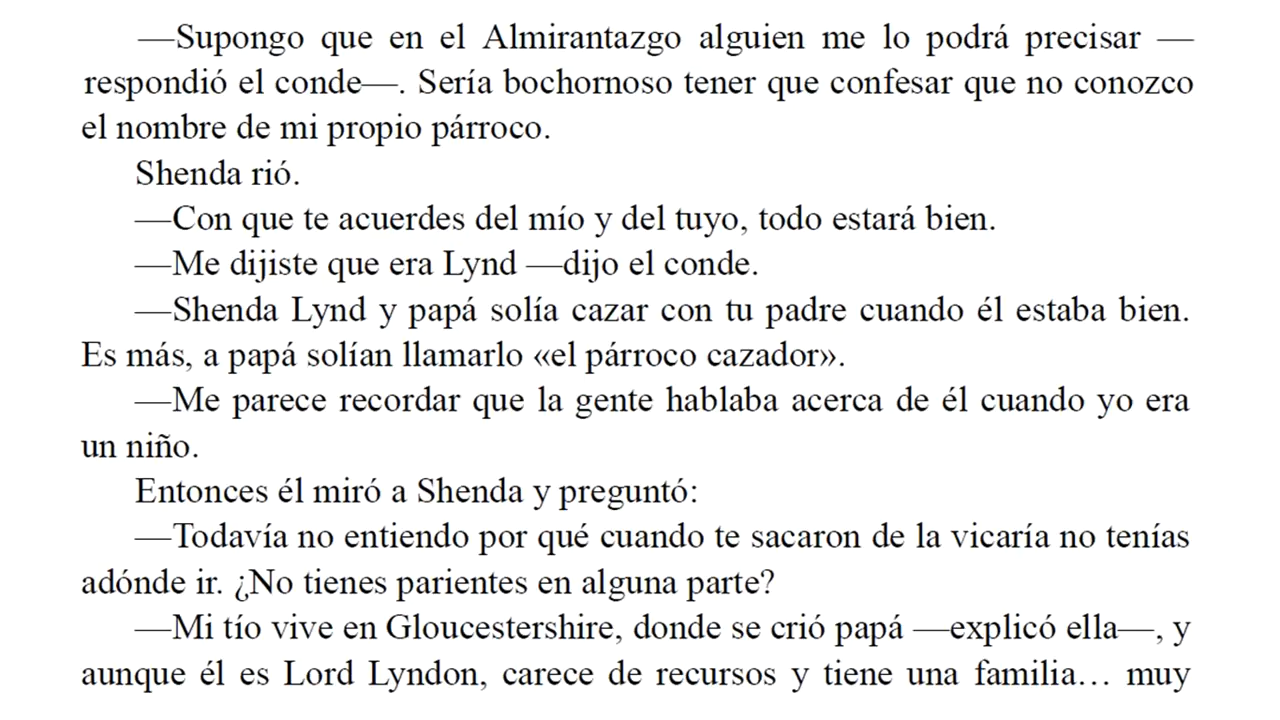 —Supongo que en el Almirantazgo alguien me lo podrá precisar —
respondió el conde—. Sería bochornoso tener que confesar que no conozco
el nombre de mi propio párroco.
Shenda rió.
—Con que te acuerdes del mío y del tuyo, todo estará bien.
—Me dijiste que era Lynd —dijo el conde.
—Shenda Lynd y papá solía cazar con tu padre cuando él estaba bien.
Es más, a papá solían llamarlo «el párroco cazador».
—Me parece recordar que la gente hablaba acerca de él cuando yo era
un niño.
Entonces él miró a Shenda y preguntó:
—Todavía no entiendo por qué cuando te sacaron de la vicaría no tenías
adónde ir. ¿No tienes parientes en alguna parte?
—Mi tío vive en Gloucestershire, donde se crió papá —explicó ella—, y
aunque él es Lord Lyndon, carece de recursos y tiene una familia… muy